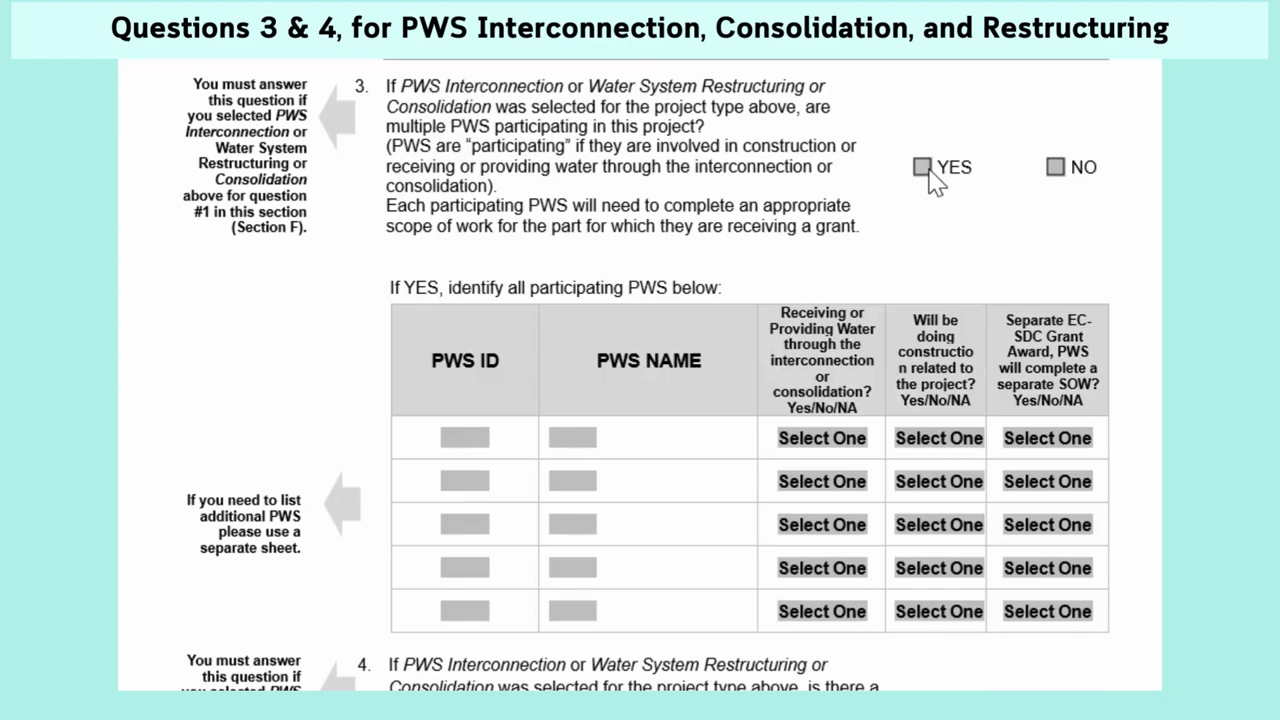 Questions 3 & 4, for PWS Interconnection, Consolidation, and Restructuring
You must answer
this question if
you selected PWS
Interconnection or
Water System
Restructuring or
Consolidation
above for question
#1 in this section
(Section F).
3. If PWS Interconnection or Water System Restructuring or
Consolidation was selected for the project type above, are
multiple PWS participating in this project?
(PWS are “participating” if they are involved in construction or
receiving or providing water through the interconnection or
consolidation).
Each participating PWS will need to complete an appropriate
scope of work for the part for which they are receiving a grant.
YES NO
If YES, identify all participating PWS below:
PWS ID
PWS NAME
Receiving or
Providing Water
through the
interconnection
or
consolidation?
Yes/No/NA
Will be
doing
constructio
n related to
the project?
Yes/No/NA
Separate EC-
SDC Grant
Award, PWS
will complete a
separate SOW?
Yes/No/NA
Select One Select One Select One
Select One Select One Select One
Select One Select One Select One
Select One Select One Select One
Select One Select One Select One
If you need to list
additional PWS
please use a
separate sheet.
You must answer
this question if
you selected PWS
4. If PWS Interconnection or Water System Restructuring or
Consolidation was selected for the project type above, is there a